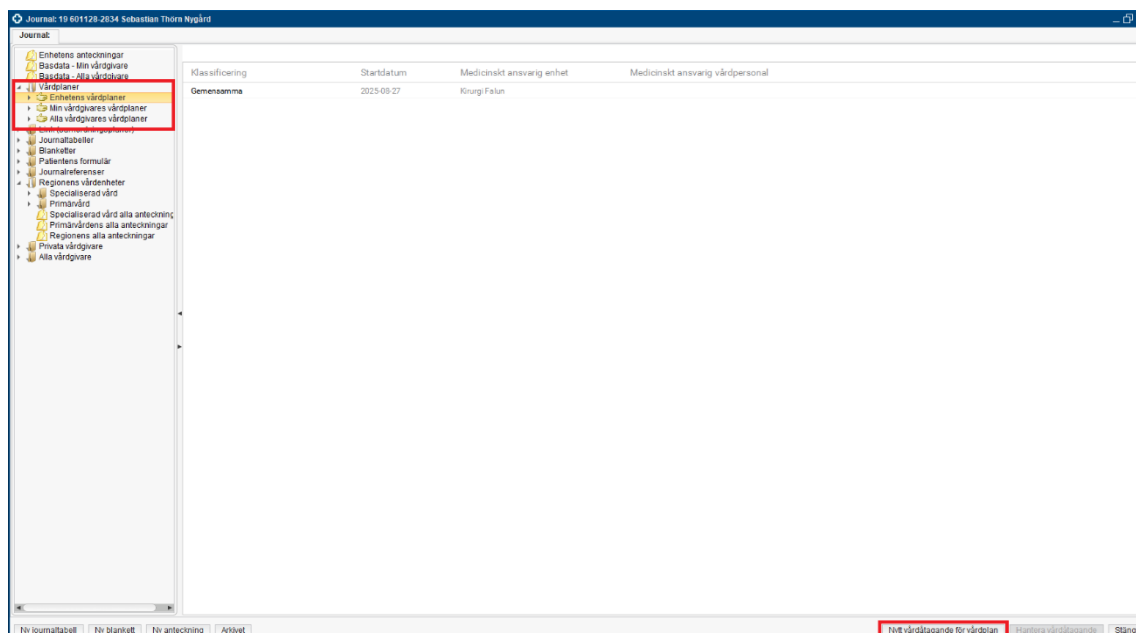 Journal: 19 601128-2834 Sebastian Thörn Nygård
Journal:
Enhetens anteckningar
Basdata - Min vårdgivare
Basdata - Alla vårdgivare
Vårdplaner
Enhetens vårdplaner
Min vårdgivares vårdplaner
Alla vårdgivares vårdplaner
Journaltabeller
Blanketter
Patientens formulär
Journalreferenser
Regionens vårdenheter
Specialiserad vård
Primärvård
Specialiserad vård alla anteckning
Primärvårdens alla anteckningar
Regionens alla anteckningar
Privata vårdgivare
Alla vårdgivare
Klassificering Startdatum Medicinskt ansvarig enhet Medicinskt ansvarig vårdpersonal
Gemensamma 2025-08-27 Kirurgi Falun
Ny journaltabell Ny blankett Ny anteckning Arkivet Nytt vårdåtagande för vårdplan Hantera vårdåtagande Stäng